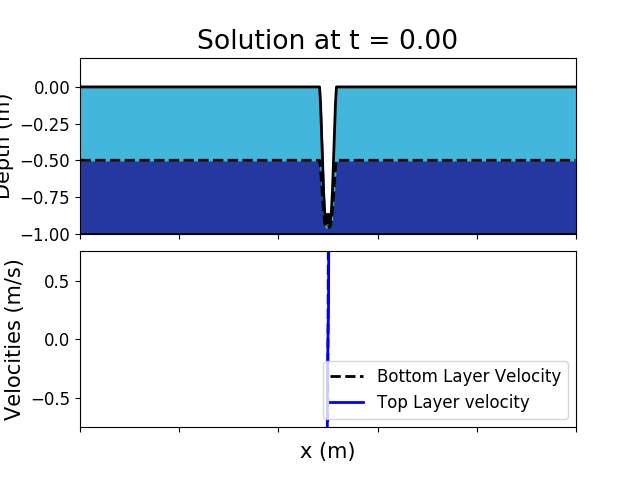 Solution at t = 0.00
Depth (m)
0.00
−0.25
−0.50
−0.75
−1.00
Velocities (m/s)
0.5
0.0
−0.5
Bottom Layer Velocity
Top Layer velocity
x (m)